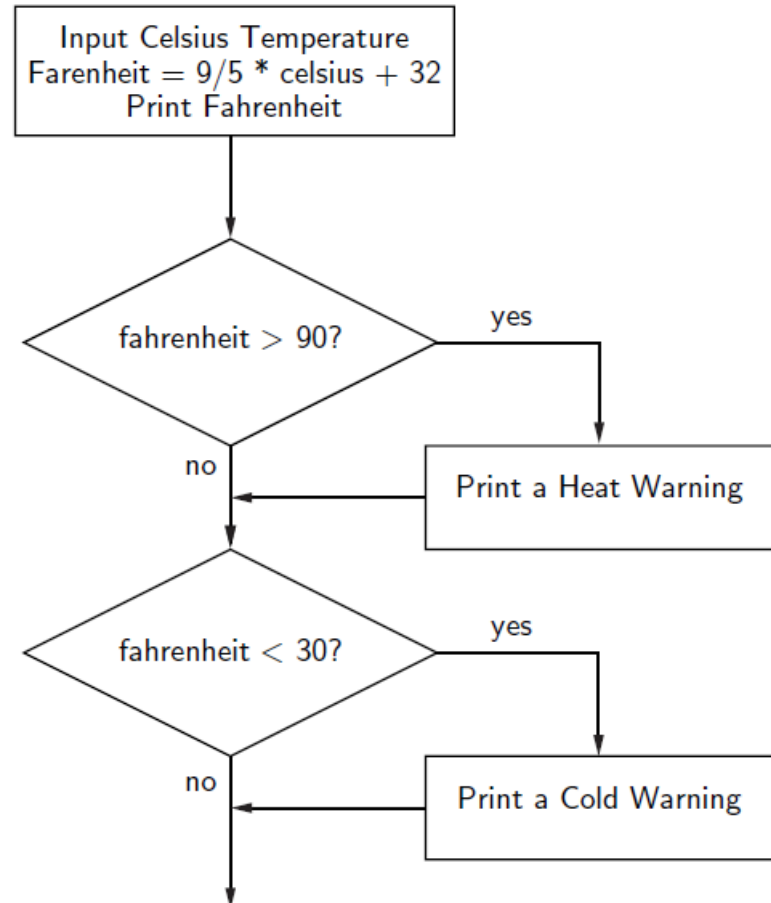 Input Celsius Temperature
Farenheit = 9/5 * celsius + 32
Print Fahrenheit
fahrenheit > 90?
yes
no
Print a Heat Warning
fahrenheit < 30?
yes
no
Print a Cold Warning